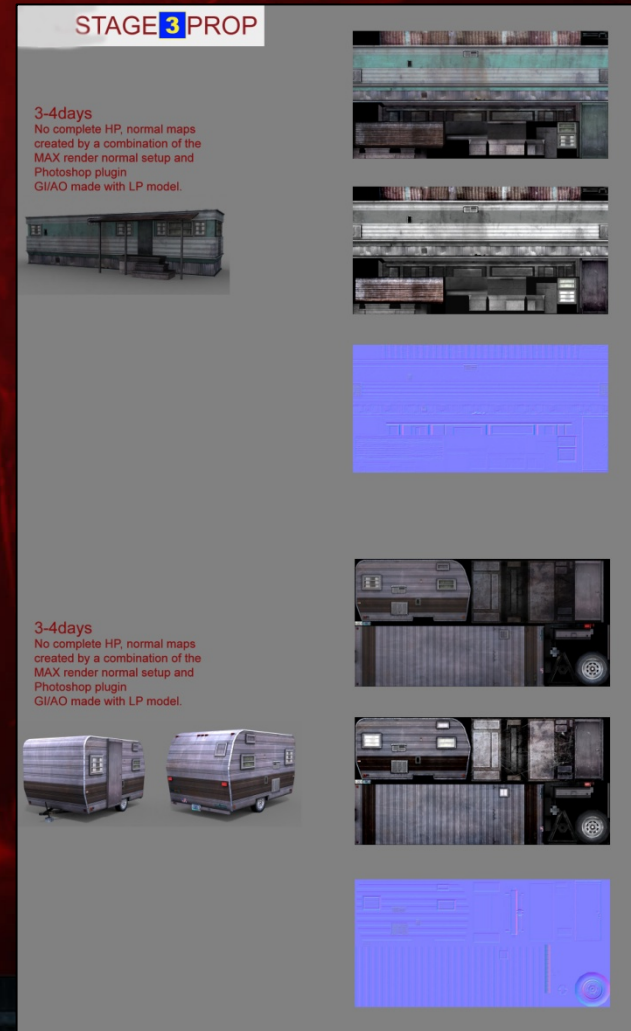 STAGE 3 PROP
3-4days
No complete HP, normal maps
created by a combination of the
MAX render normal setup and
Photoshop plugin
GI/AO made with LP model.
3-4days
No complete HP, normal maps
created by a combination of the
MAX render normal setup and
Photoshop plugin
GI/AO made with LP model.